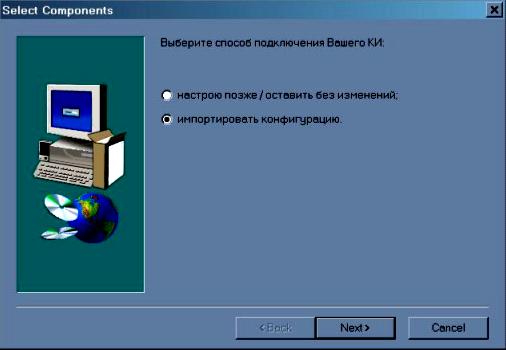 Select Components
Выберите способ подключения Вашего КИ:
настрою позже / оставить без изменений;
импортировать конфигурацию.
< Back
Next >
Cancel